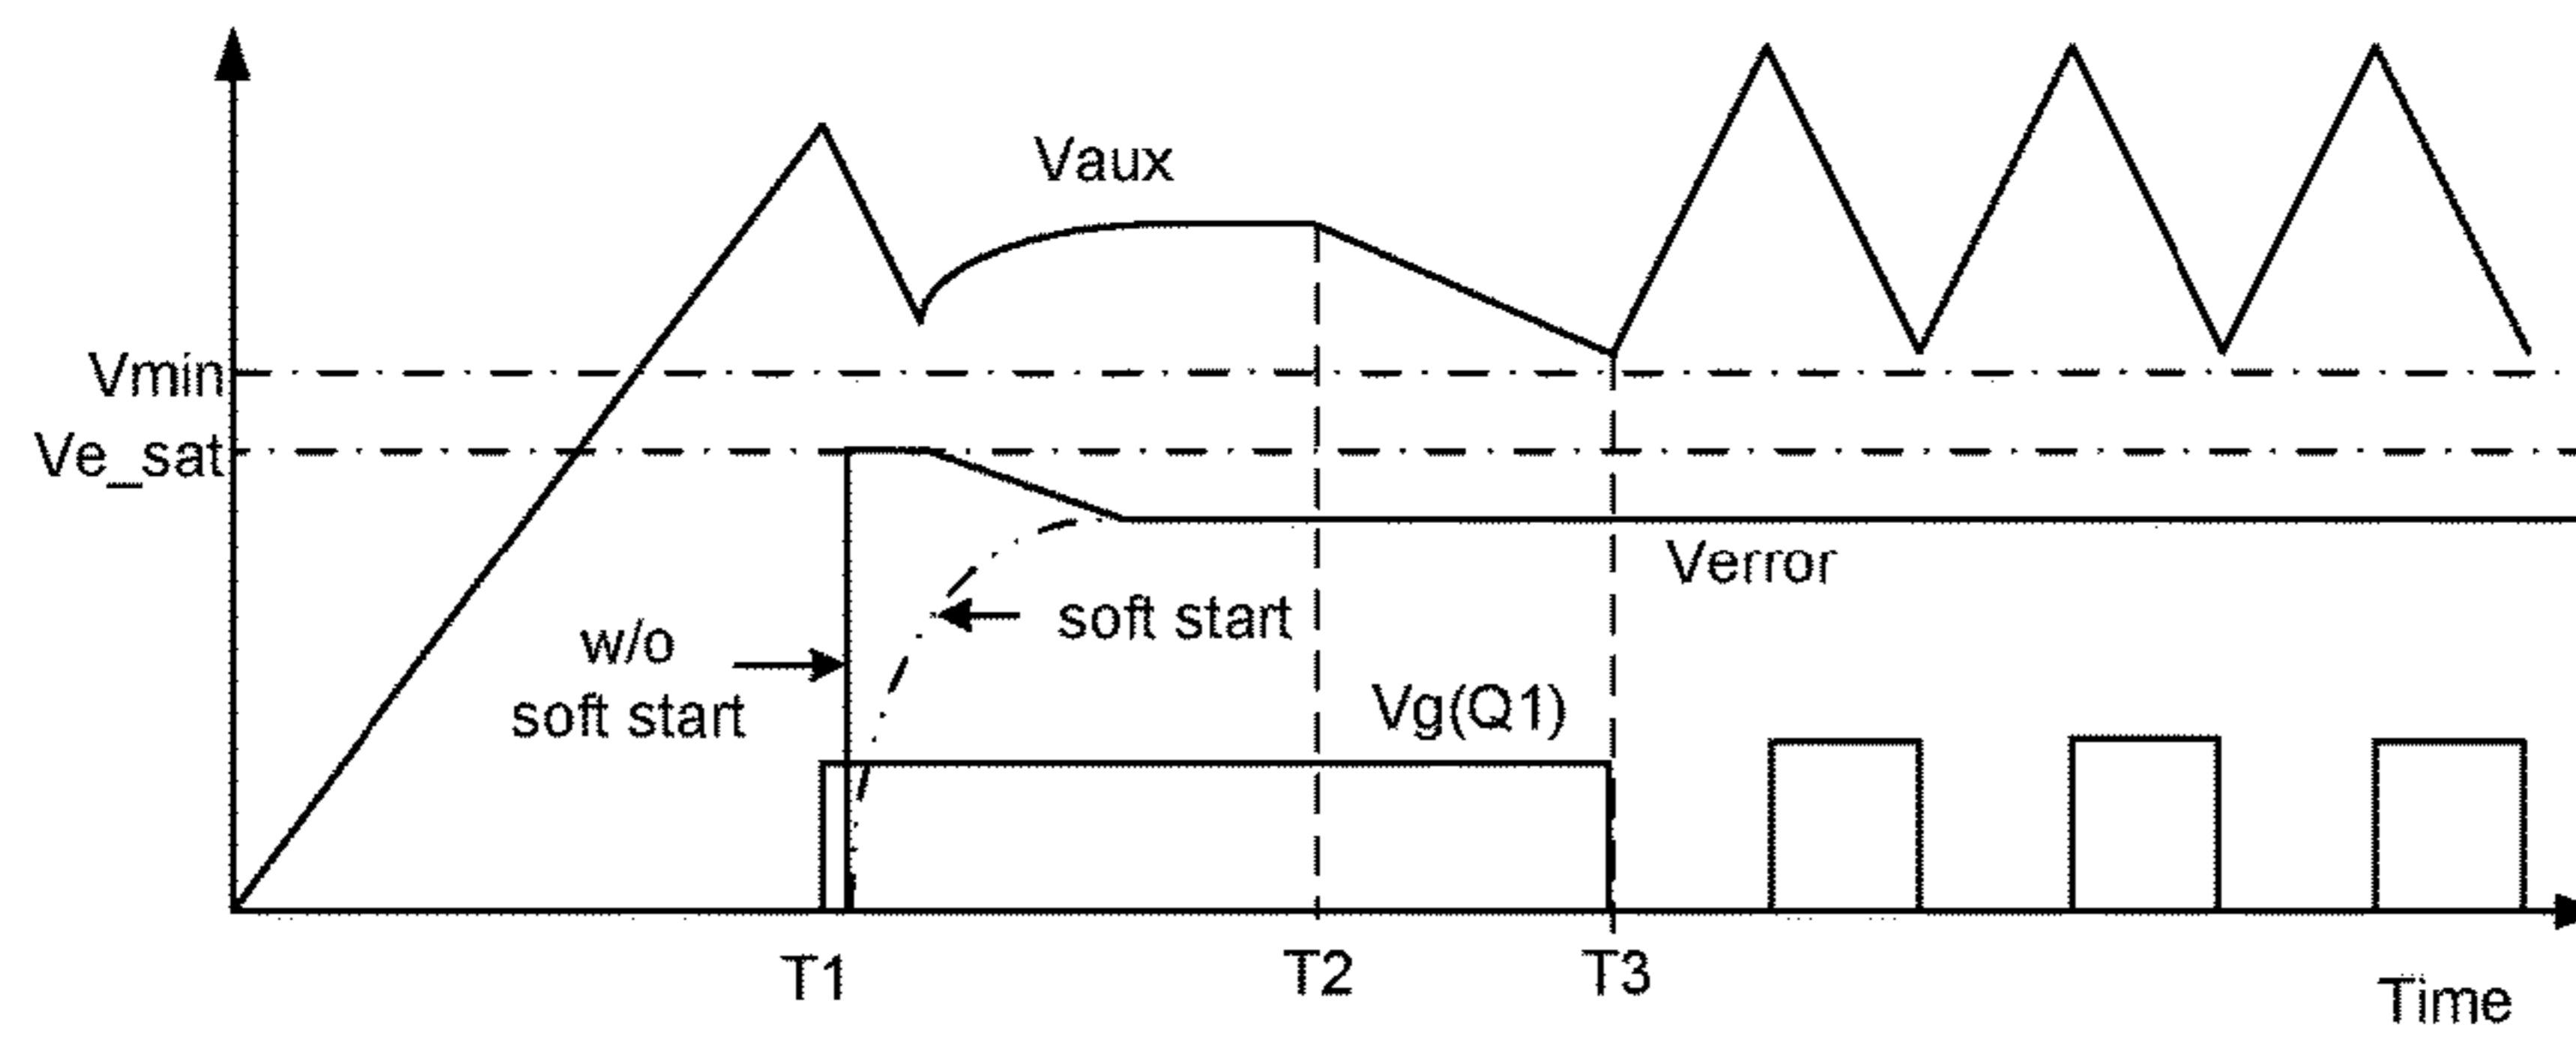 Vaux
Vmin
Ve_sat
Verror
soft start
w/o
soft start
Vg(Q1)
T1
T2
T3
Time